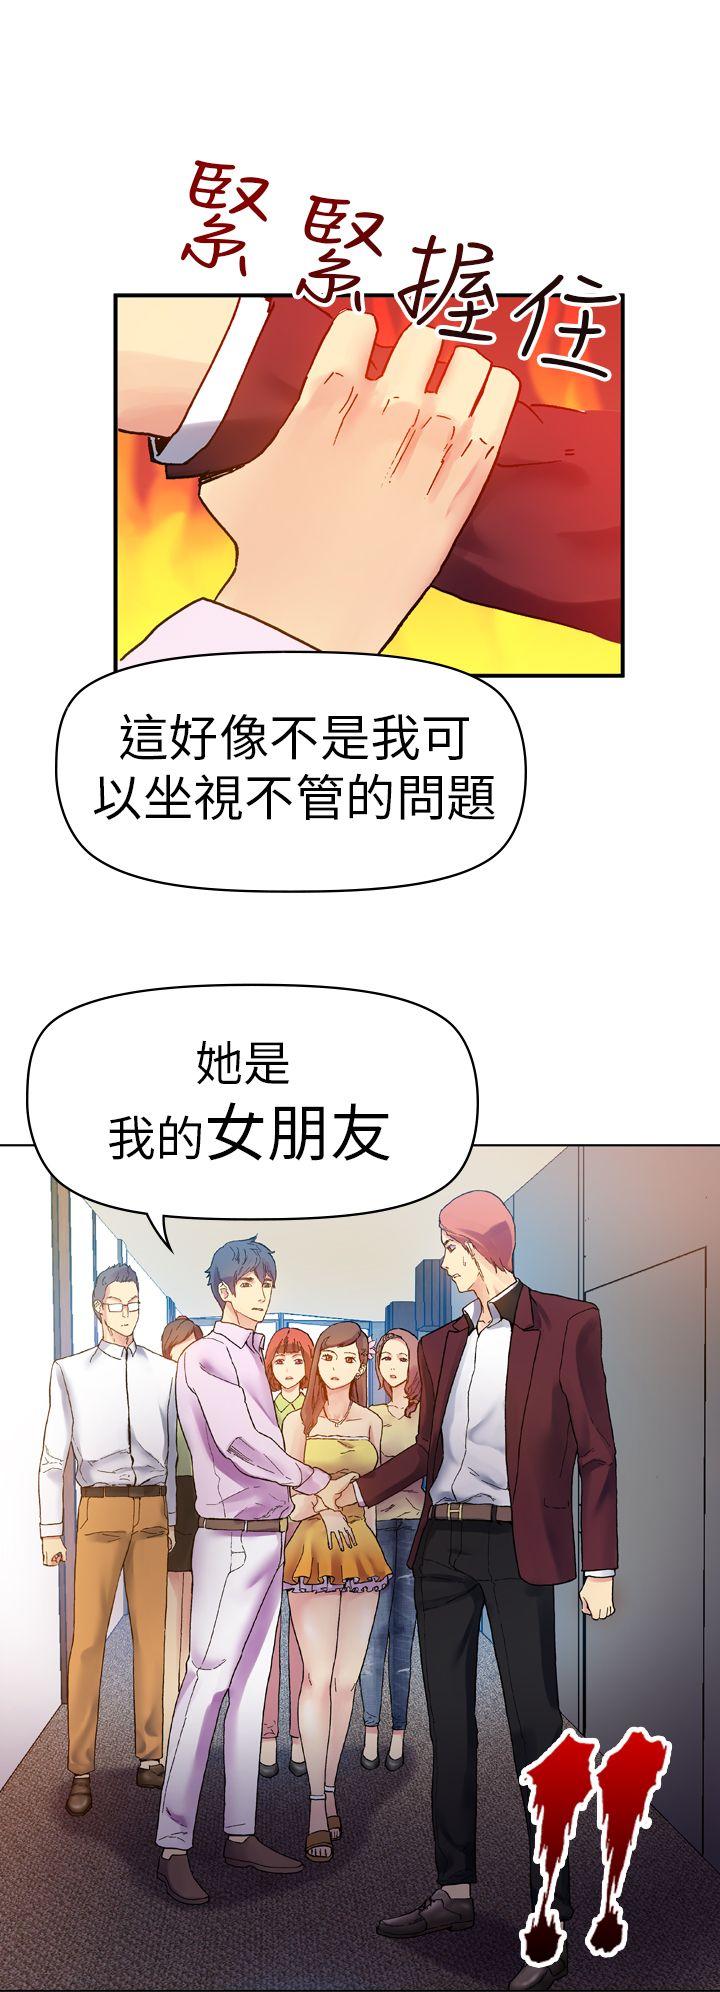 緊緊握住
這好像不是我可
以坐視不管的問題
她是
我的女朋友
!!